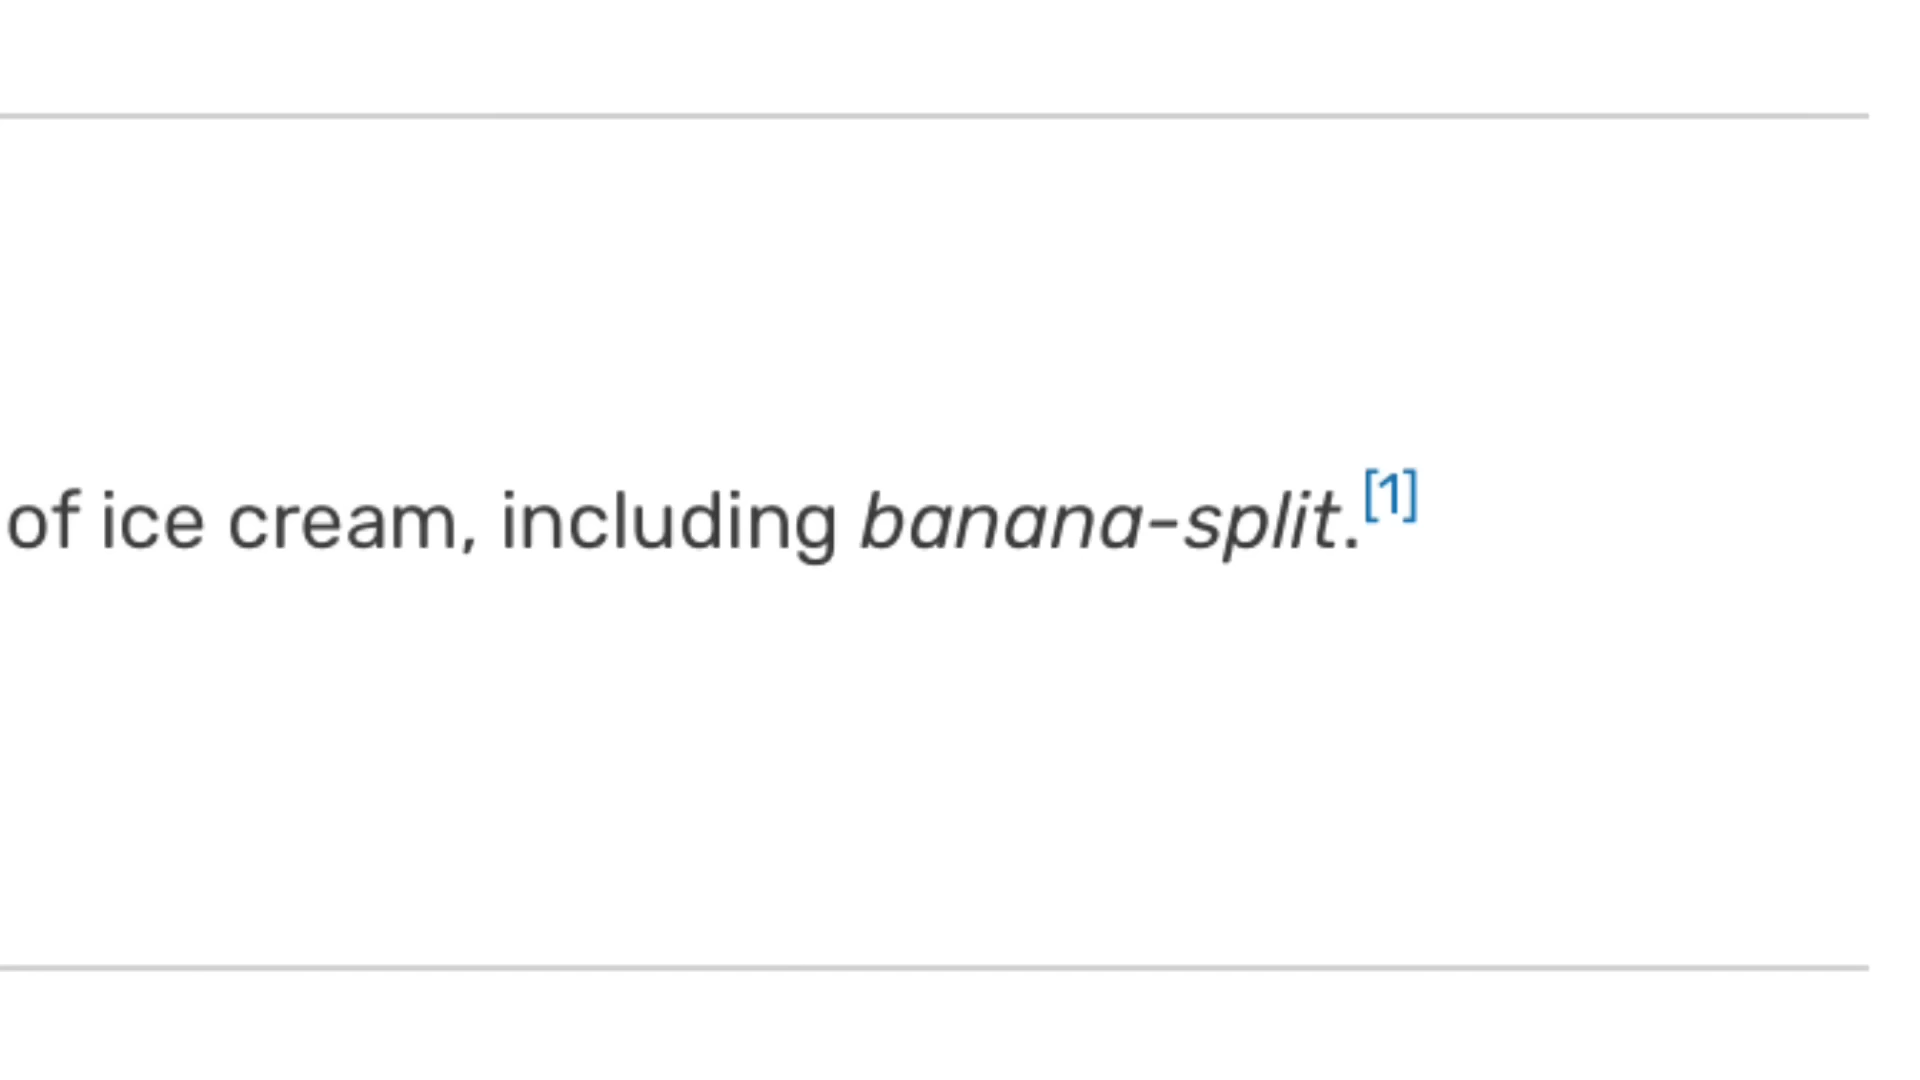 of ice cream, including banana-split.[1]